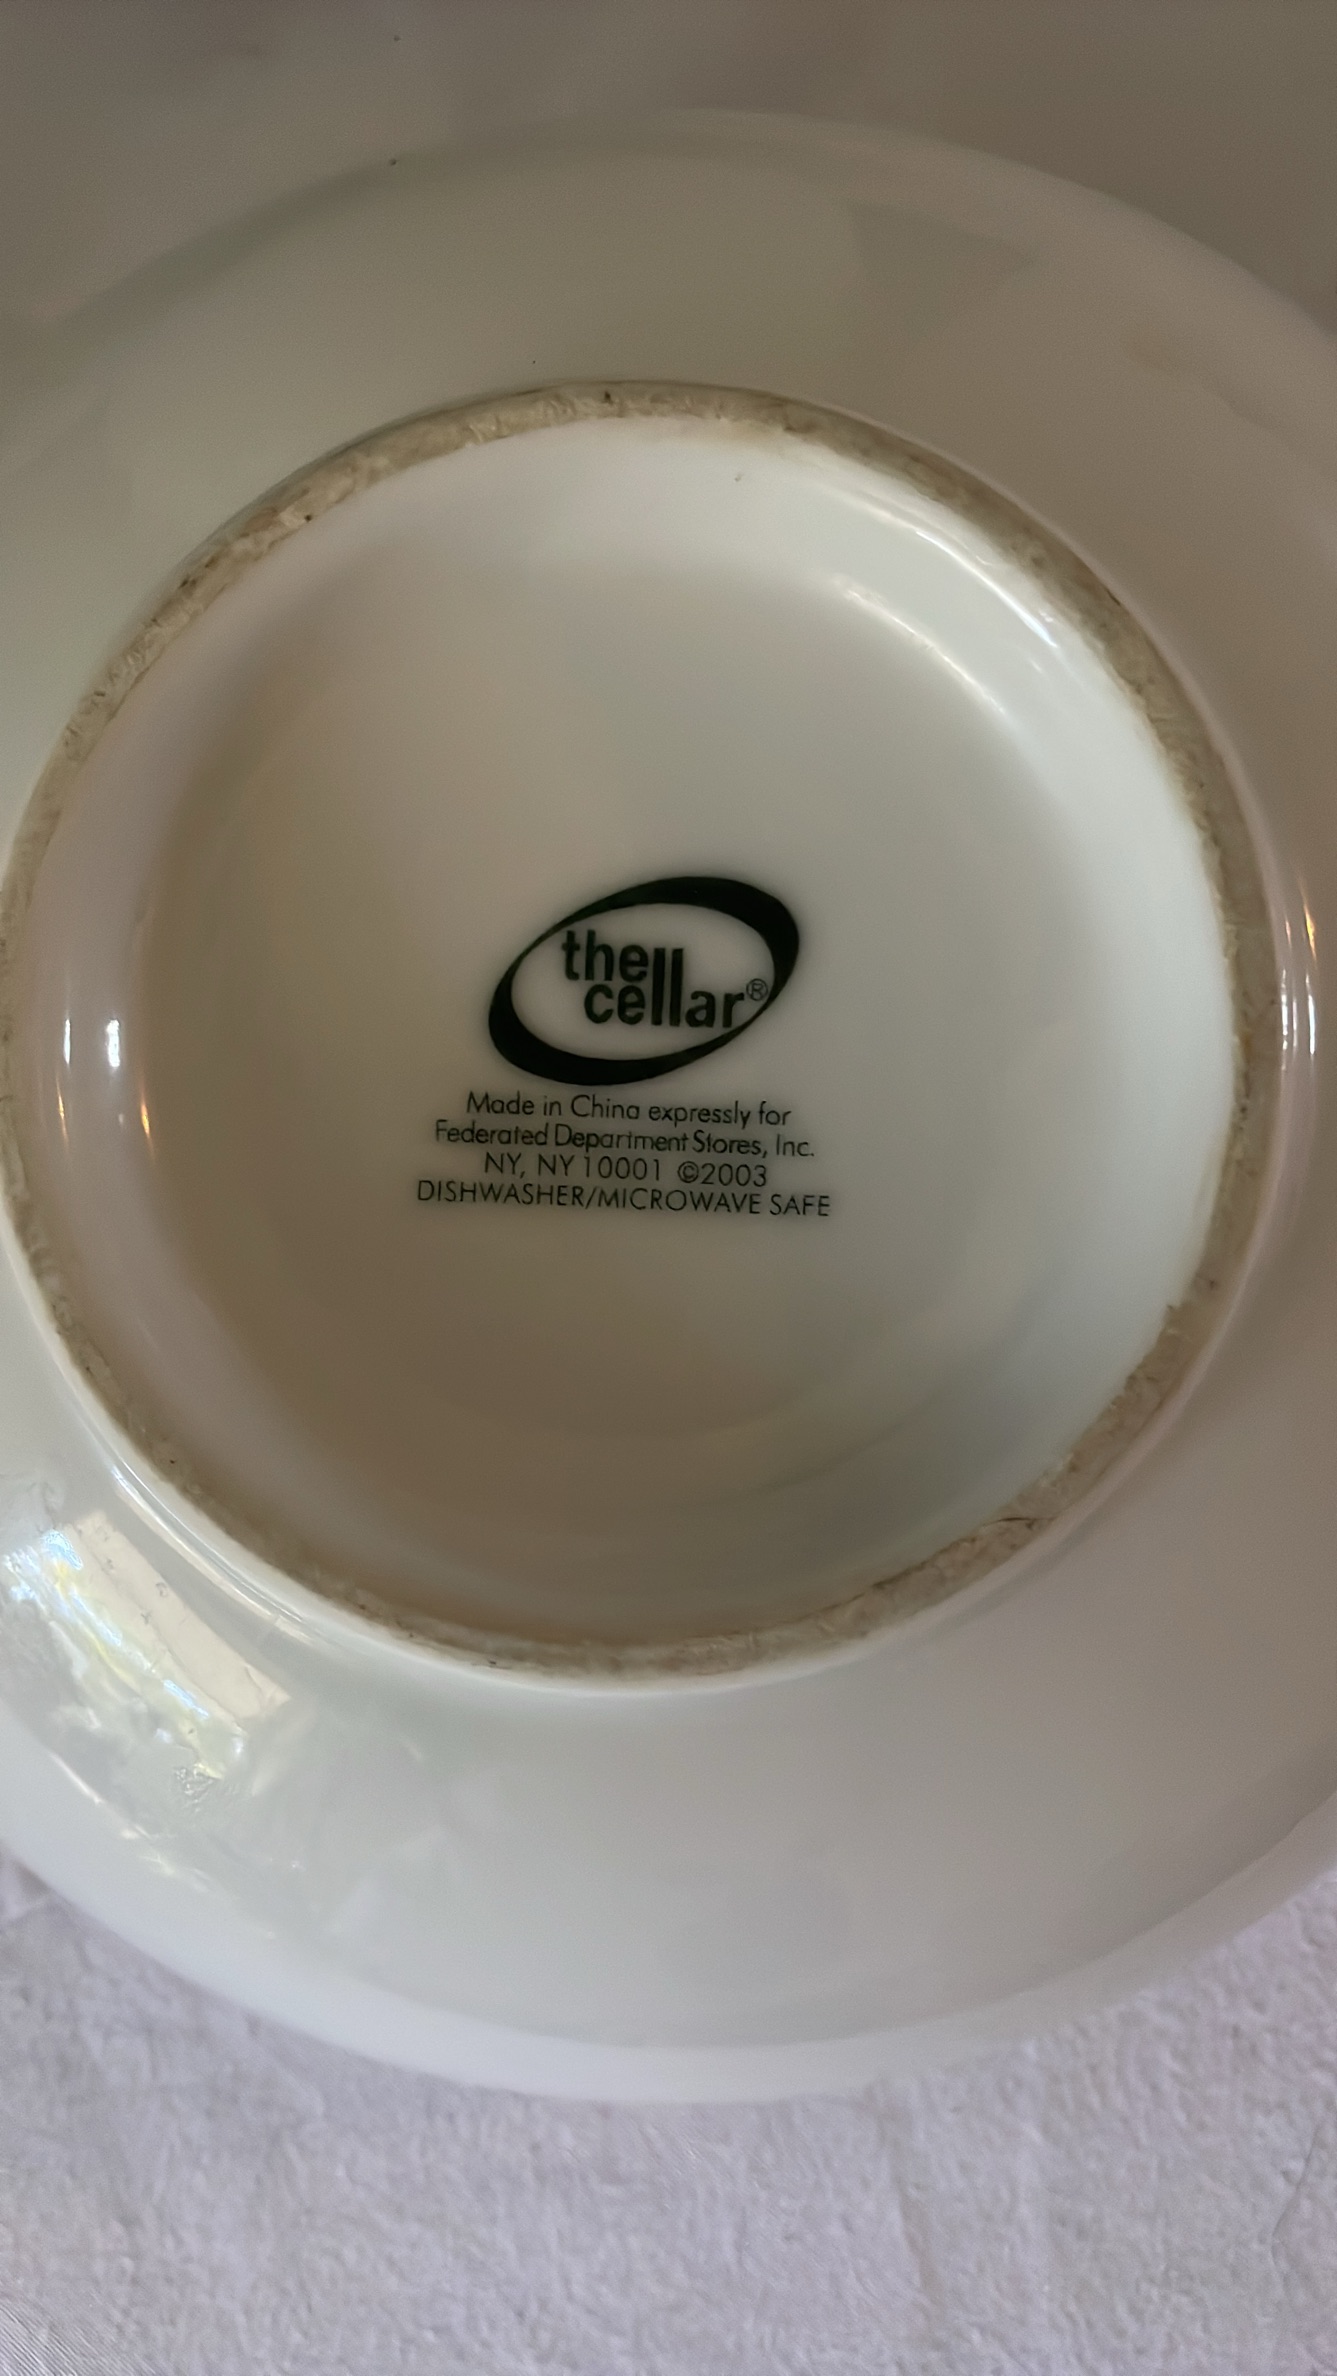 the
cellar®
Made in China expressly for
Federated Department Stores, Inc.
NY, NY 10001 ©2003
DISHWASHER/MICROWAVE SAFE